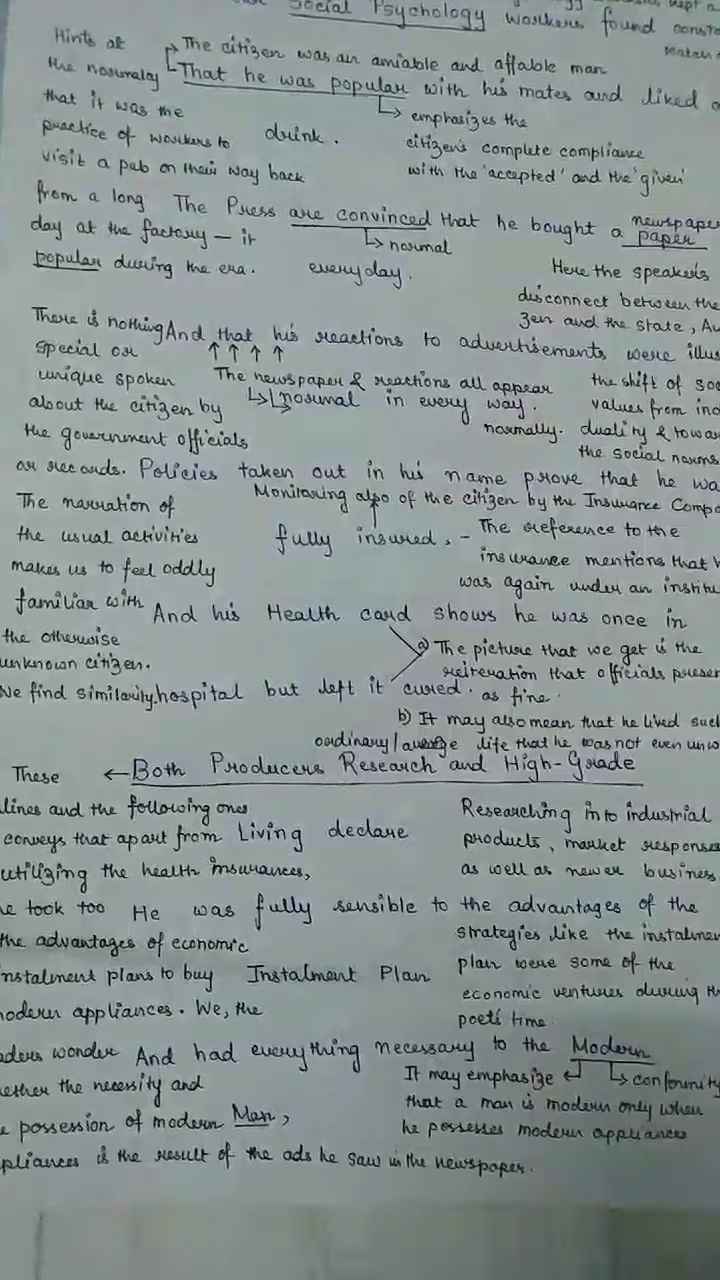 Social Psychology workers found
Hints at
The citizen was an amiable and affable man
the normalcy
That he was popular with his mates and liked a
that it was the
emphasizes the
practice of workers to
drink.
citizen's complete compliance
visit a pub on their way back
with the 'accepted' and the 'given'
from a long
The Press are convinced that he bought a newspaper
paper
day at the factory — it
normal
popular during the era.
everyday.
Here the speaker's
disconnect between the
There is nothing
zen and the state, Au
And that his reactions to advertisements were
special or
unique spoken
The newspaper & reactions all appear
the shift of
about the citizen by
normal in every way.
values from
normally.
the government officials
duality & towar
the social norms
or records.
Policies taken out in his name prove that he wa
Monitoring also of the citizen by the Insurance Compa
The narration of
the usual activities
fully insured, - The reference to the
makes us to feel oddly
insurance mentions that h
was again under an institu
familiar with
And his Health card shows he was once in
the otherwise
a) The picture that we get is the
unknown citizen.
reiteration that officials presen
We find similarity,
hospital but left it cured. as fine.
b) It may also mean that he lived such
ordinary/average life that he was not even unw
These ← Both Producers Research and High-Grade
lines and the following ones
Researching into industrial
conveys that apart from
Living declare
products, market responses
utilizing the health insurances,
as well as newer business
he took too
He was fully sensible to the advantages of the
the advantages of economic
strategies like the instalmen
instalment plans to buy
Instalment Plan
plan were some of the
modern appliances. We, the
economic ventures during th
poet's time.
aders wonder
And had everything necessary to the Modern
ether the necessity and
It may emphasize
conformity
that a man is modern only when
e possession of modern
Man,
he possesses modern appliances
pliances is the result of the ads he saw in the newspaper.